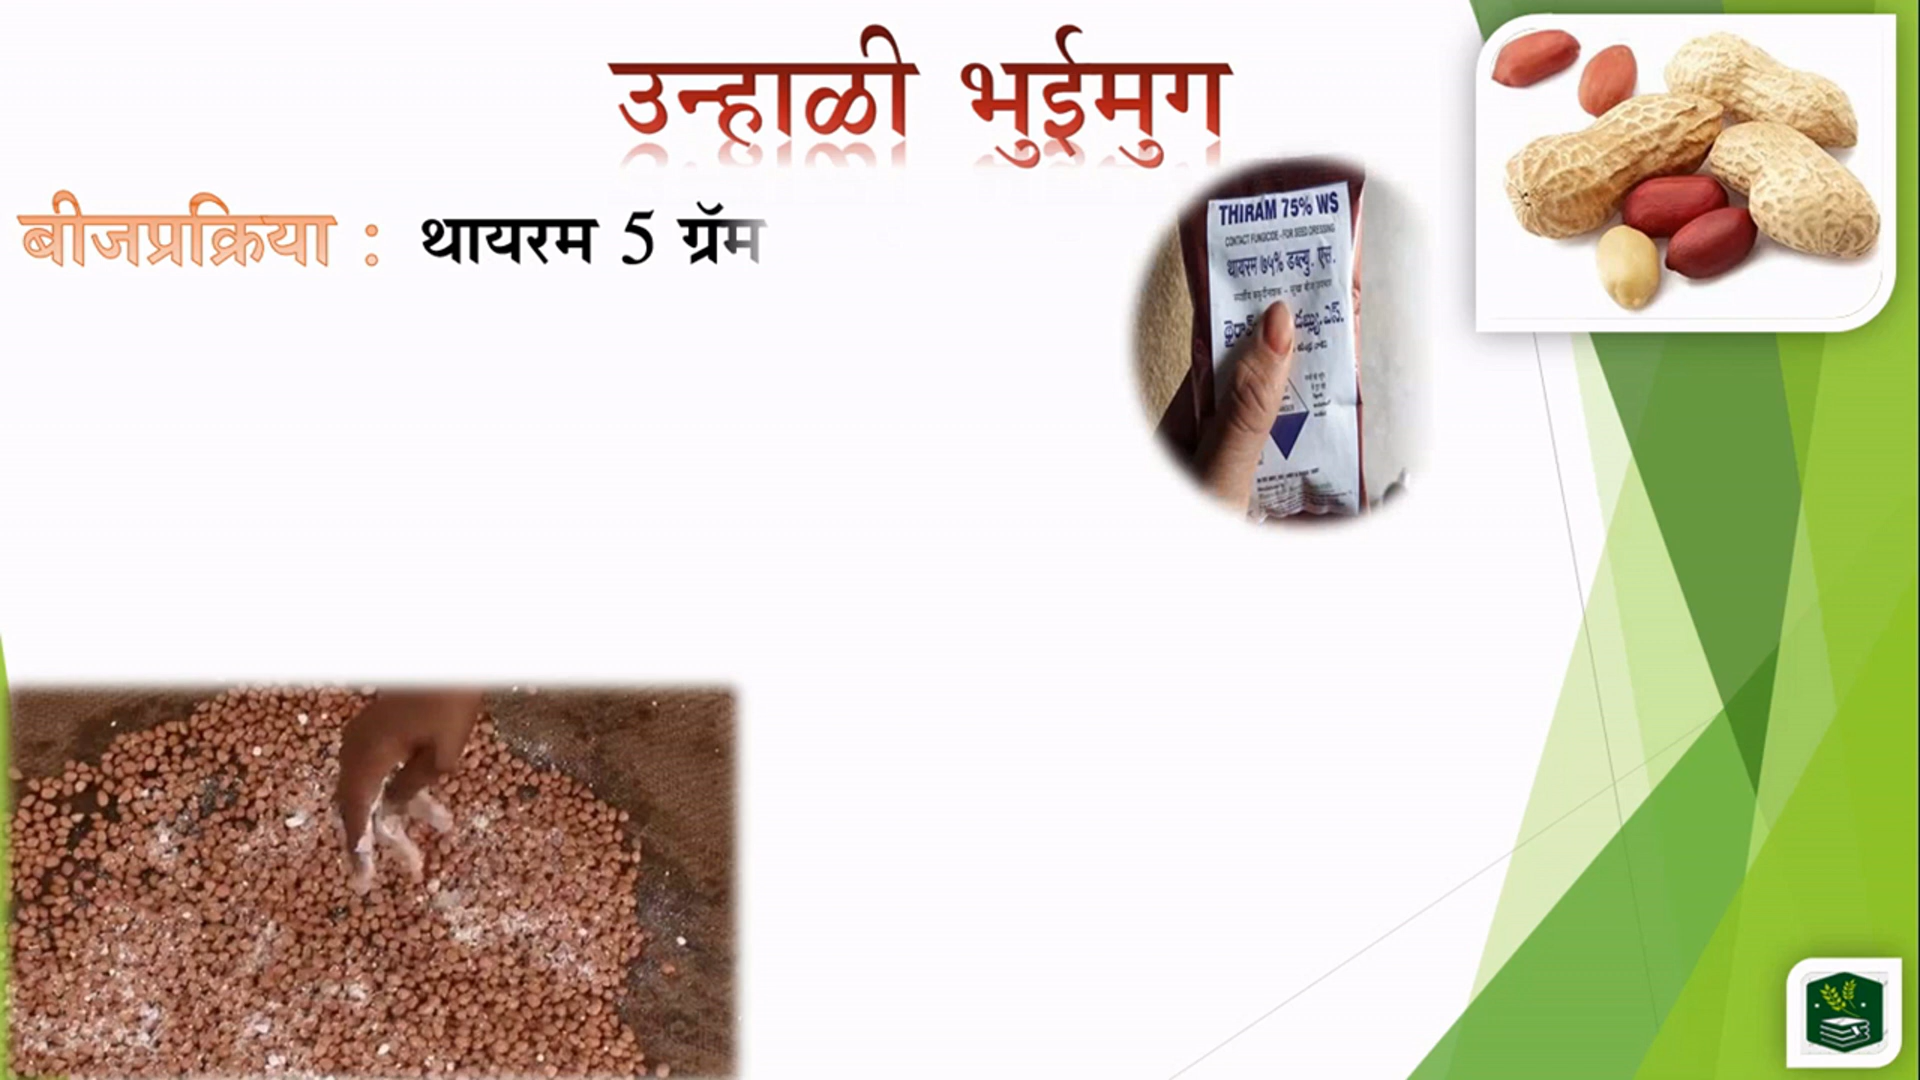 उन्हाळी भुईमुग
बीजप्रक्रिया : थायरम 5 ग्रॅम
THIRAM 75% WS
CONTACT FUNGICIDE - FOR SEED DRESSING
थायरम ७५% डब्ल्यु. एस.